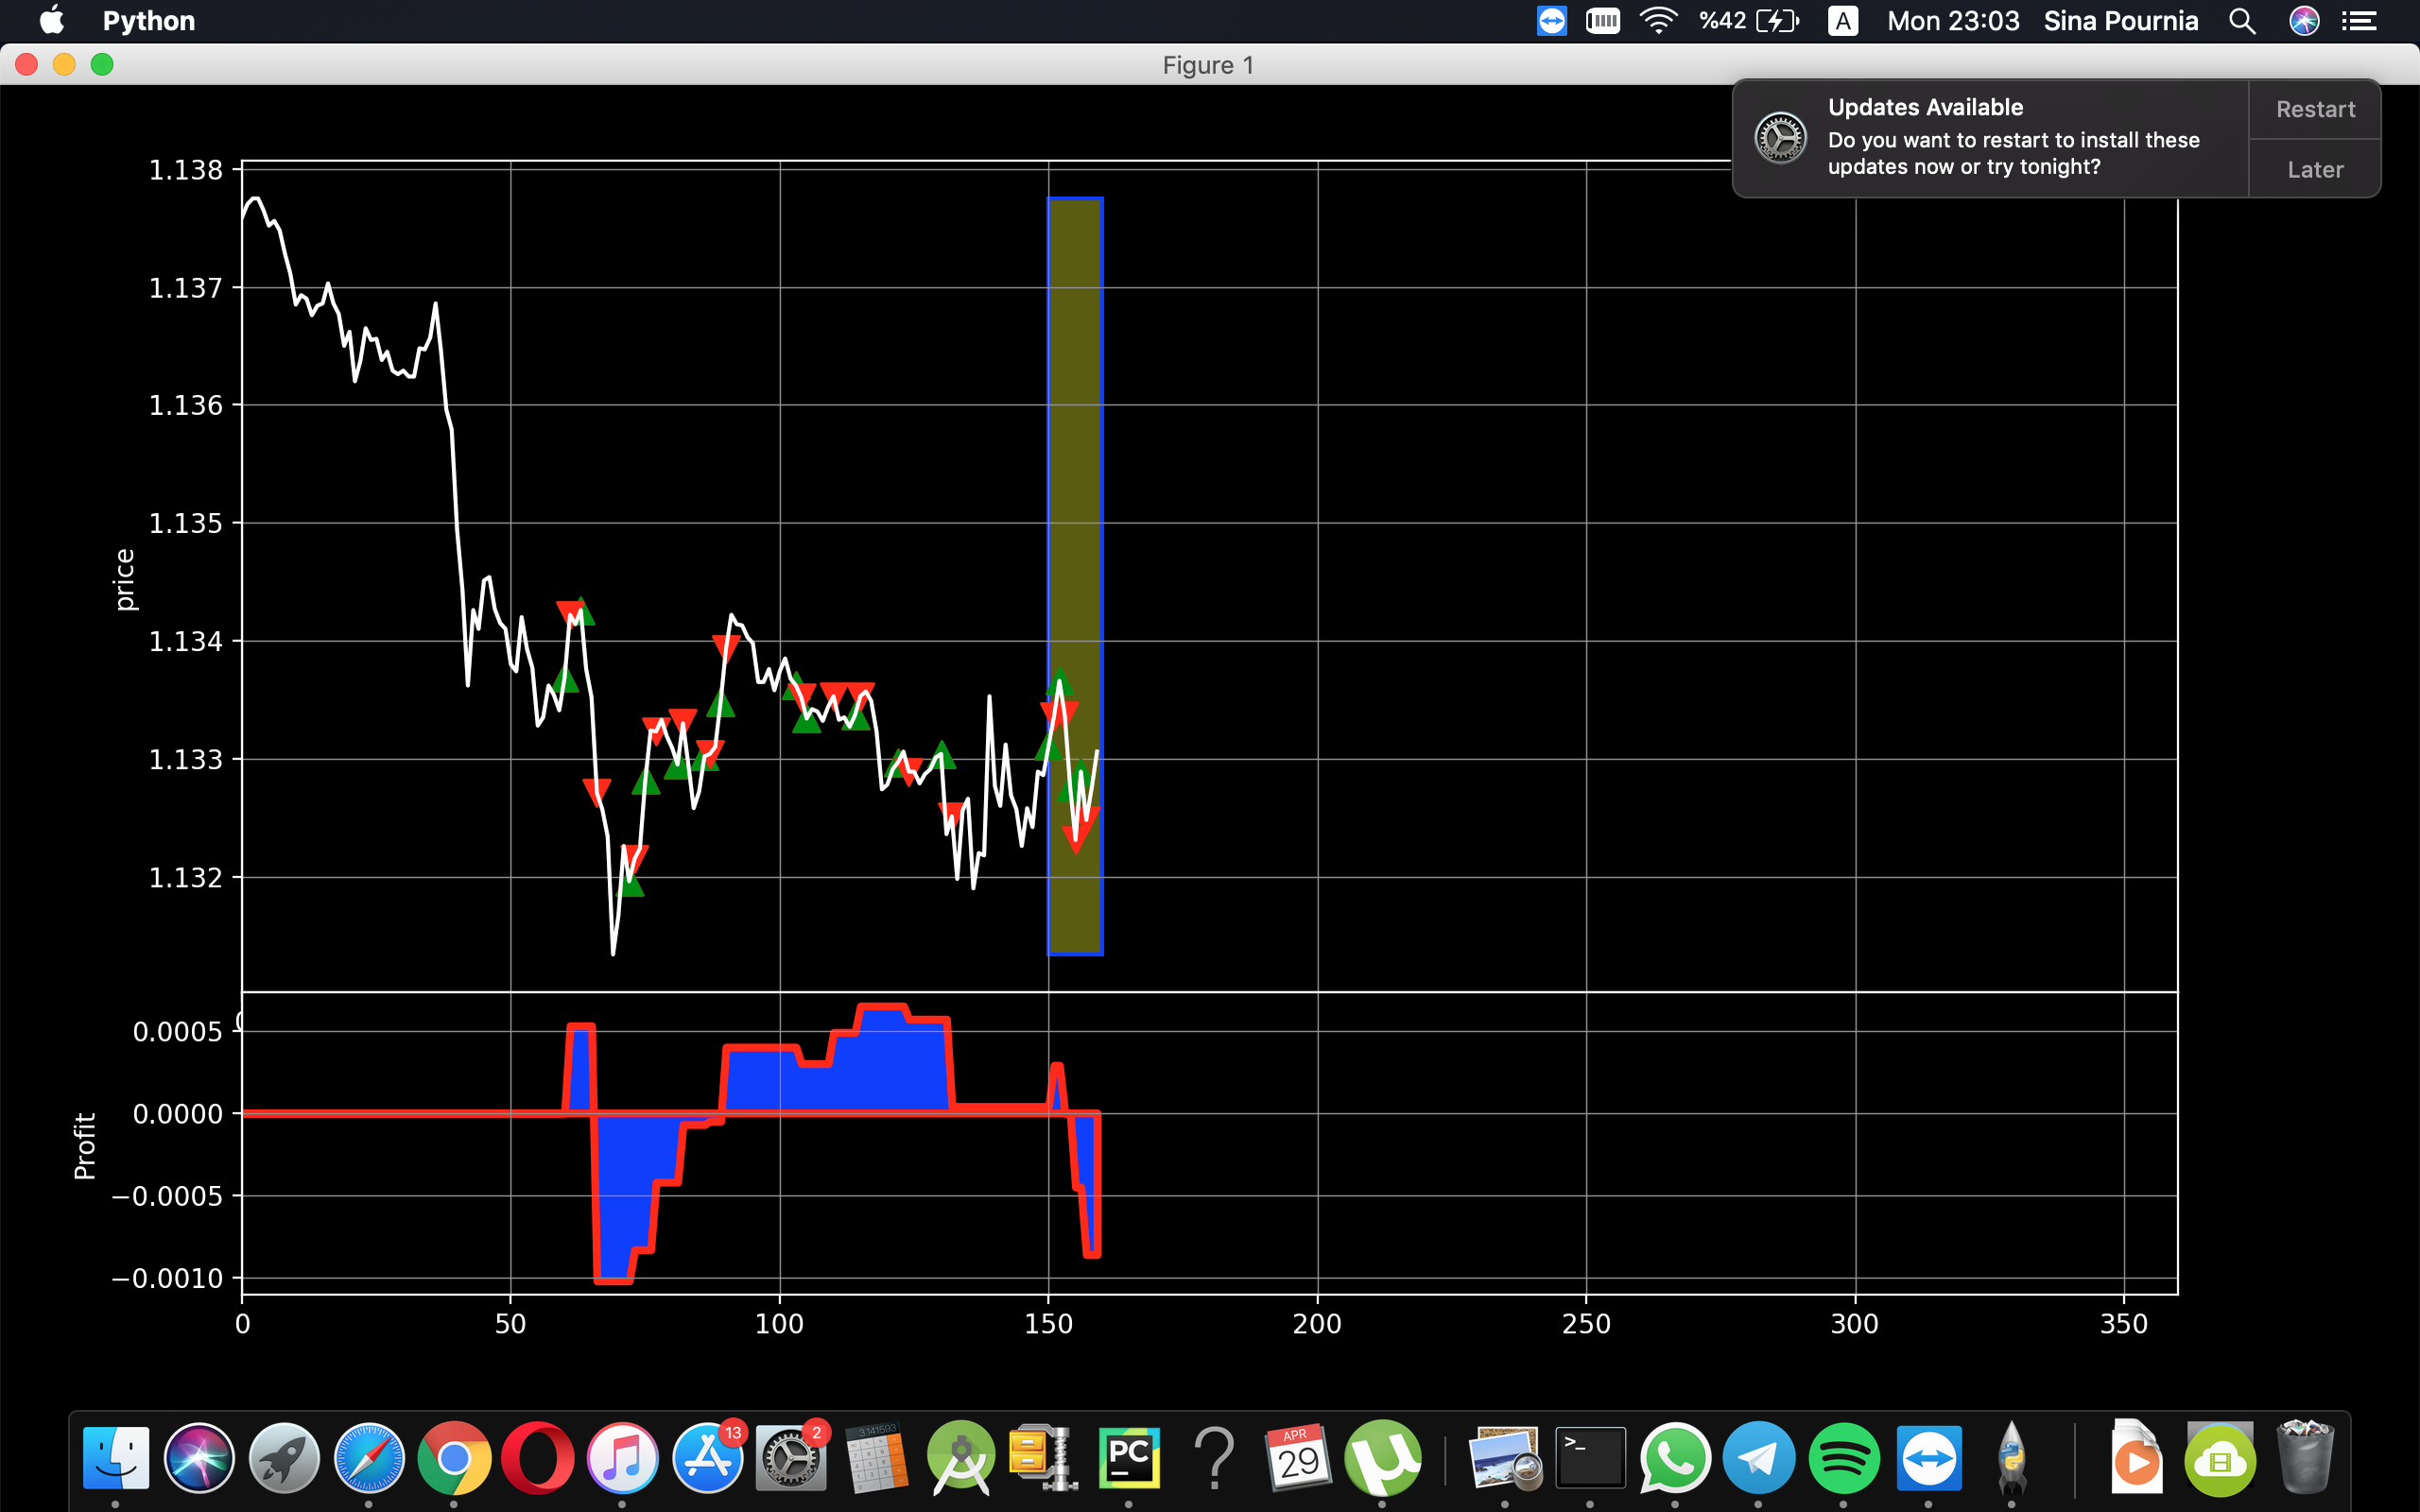 Python
%42
A
Mon 23:03
Sina Pournia
Figure 1
Updates Available
Do you want to restart to install these
updates now or try tonight?
Restart
Later
1.138
1.137
1.136
1.135
1.134
1.133
1.132
price
0.0005
0.0000
−0.0005
−0.0010
Profit
0 50 100 150 200 250 300 350
13
2
3.141593
PC
?
APR
29
µ
>_